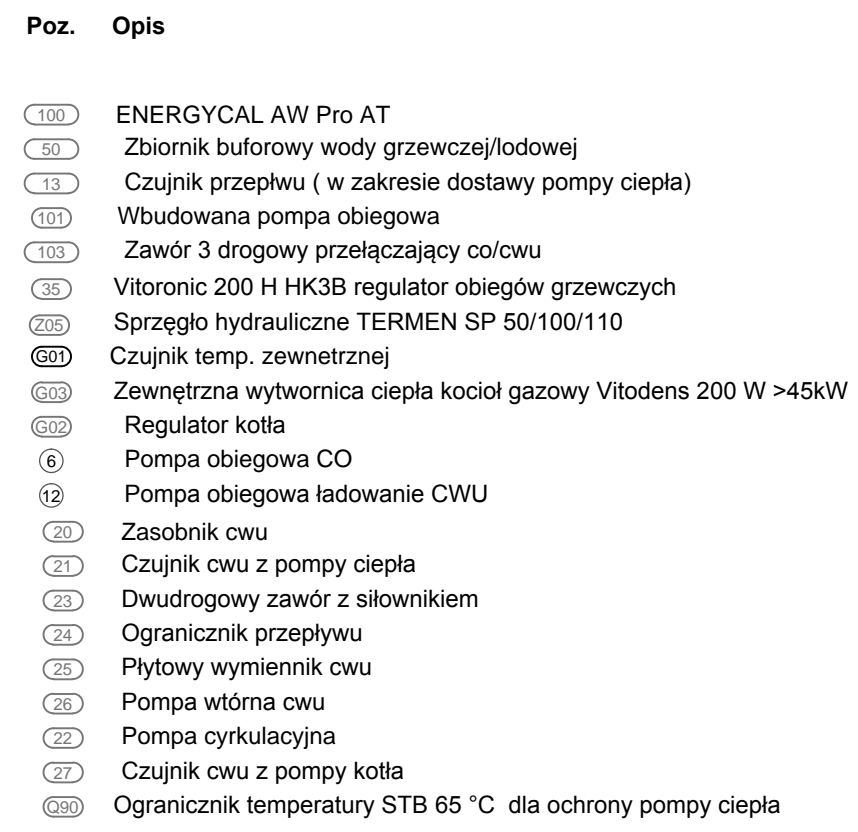 Poz. Opis
100 ENERGYCAL AW Pro AT
50 Zbiornik buforowy wody grzewczej/lodowej
13 Czujnik przepłwu ( w zakresie dostawy pompy ciepła)
101 Wbudowana pompa obiegowa
103 Zawór 3 drogowy przełączający co/cwu
35 Vitoronic 200 H HK3B regulator obiegów grzewczych
Z05 Sprzęgło hydrauliczne TERMEN SP 50/100/110
G01 Czujnik temp. zewnetrznej
G03 Zewnętrzna wytwornica ciepła kocioł gazowy Vitodens 200 W >45kW
G02 Regulator kotła
6 Pompa obiegowa CO
12 Pompa obiegowa ładowanie CWU
20 Zasobnik cwu
21 Czujnik cwu z pompy ciepła
23 Dwudrogowy zawór z siłownikiem
24 Ogranicznik przepływu
25 Płytowy wymiennik cwu
26 Pompa wtórna cwu
22 Pompa cyrkulacyjna
27 Czujnik cwu z pompy kotła
Q90 Ogranicznik temperatury STB 65 °C dla ochrony pompy ciepła